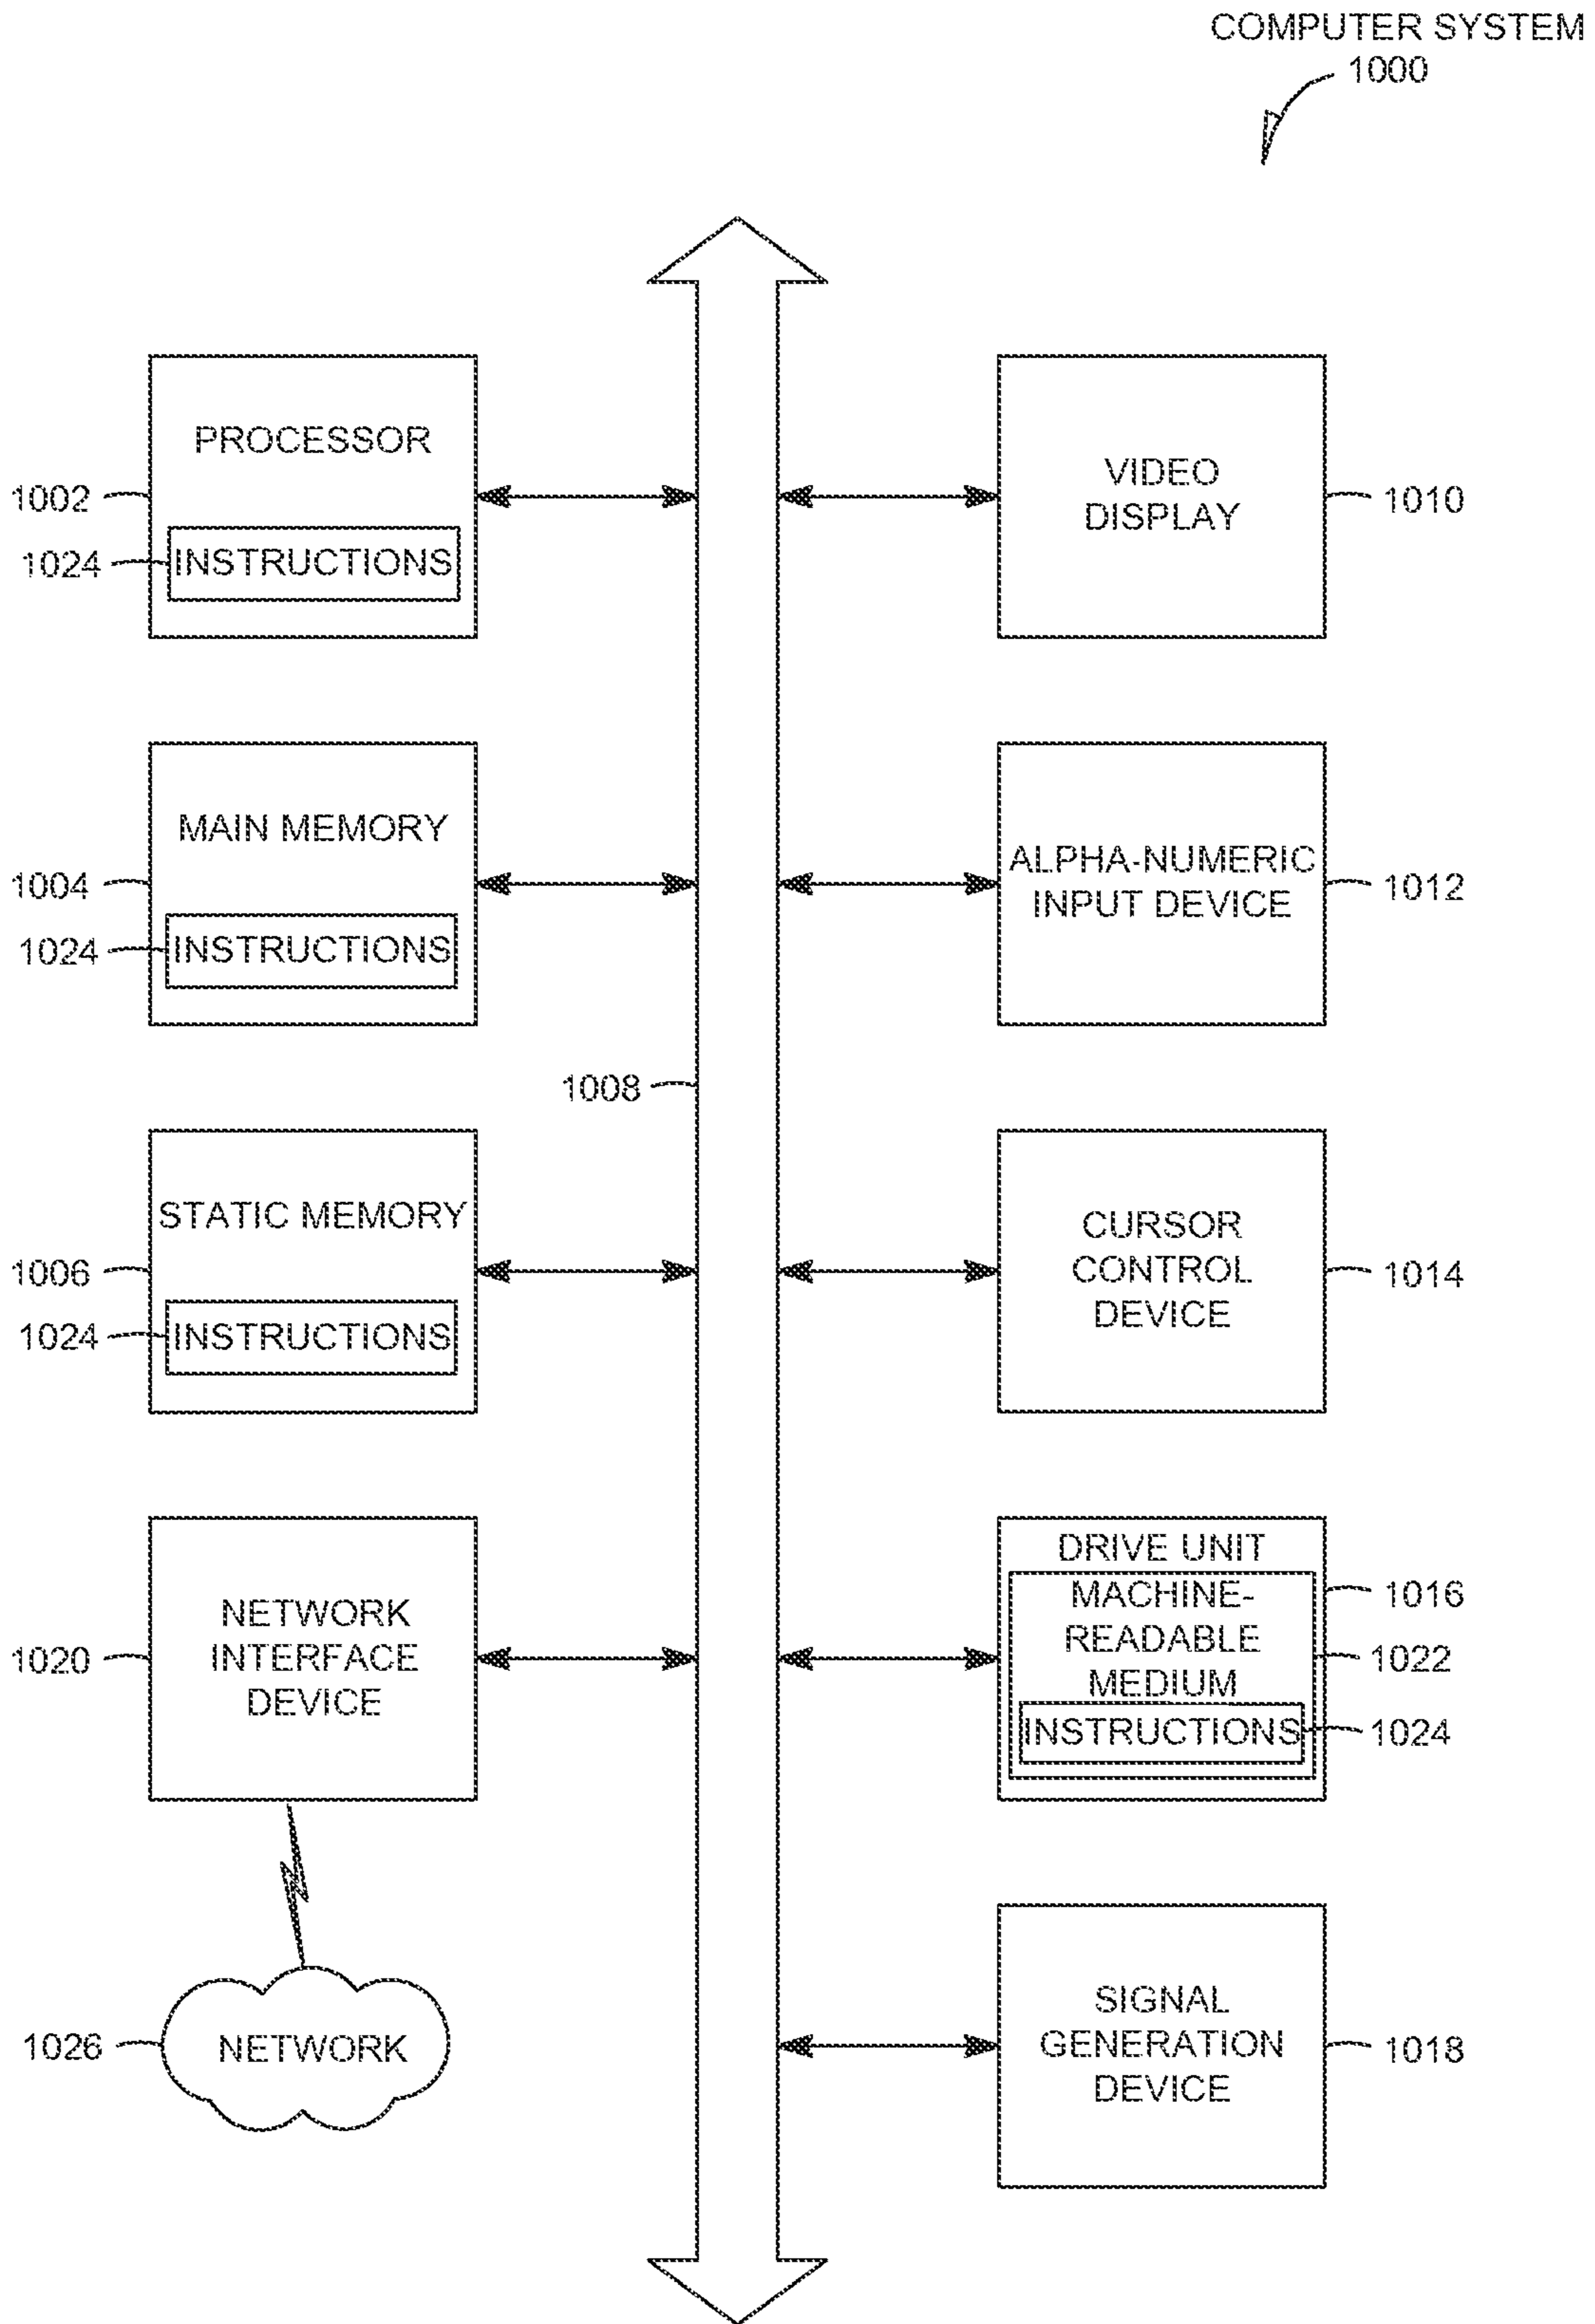 COMPUTER SYSTEM
1000
PROCESSOR
1002
1024
INSTRUCTIONS
VIDEO
DISPLAY
1010
MAIN MEMORY
1004
1024
INSTRUCTIONS
ALPHA-NUMERIC
INPUT DEVICE
1012
1008
STATIC MEMORY
1006
1024
INSTRUCTIONS
CURSOR
CONTROL
DEVICE
1014
NETWORK
INTERFACE
DEVICE
1020
DRIVE UNIT
1016
MACHINE-
READABLE
MEDIUM
1022
INSTRUCTIONS
1024
1026
NETWORK
SIGNAL
GENERATION
DEVICE
1018